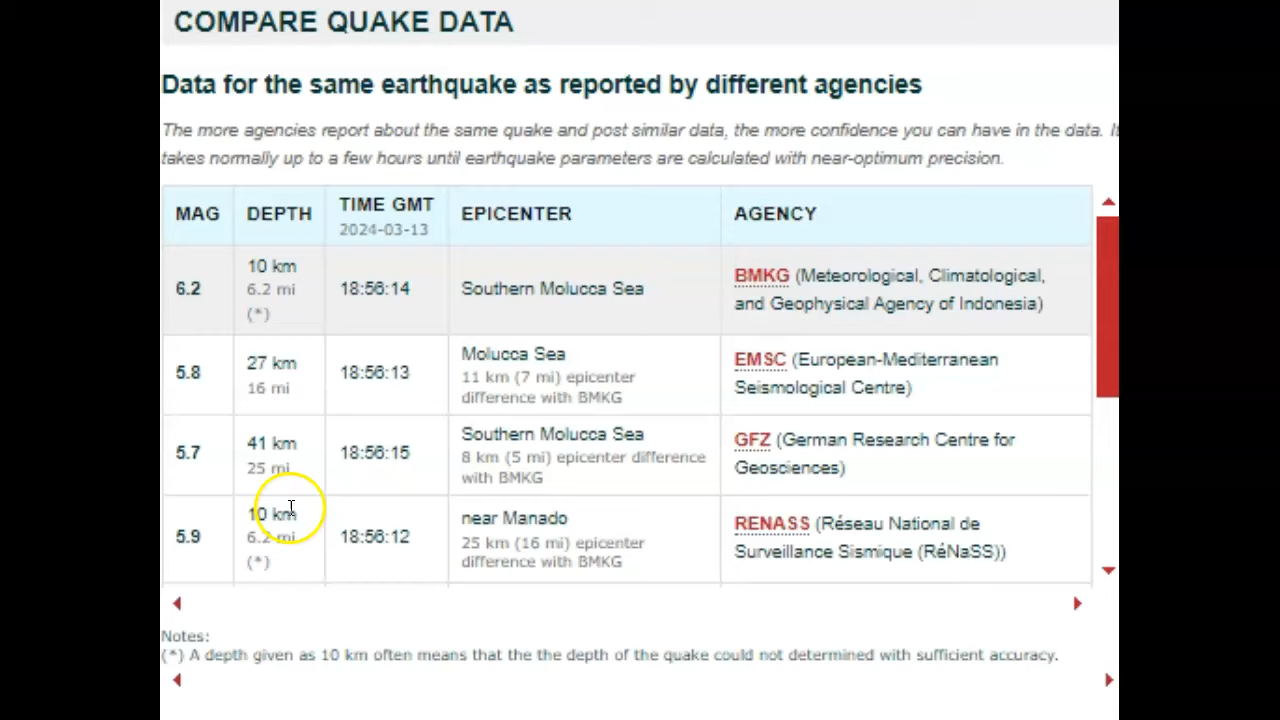 COMPARE QUAKE DATA
Data for the same earthquake as reported by different agencies
The more agencies report about the same quake and post similar data, the more confidence you can have in the data.
takes normally up to a few hours until earthquake parameters are calculated with near-optimum precision.
MAG DEPTH TIME GMT 2024-03-13 EPICENTER AGENCY
6.2
10 km
6.2 mi
(*)
18:56:14
Southern Molucca Sea
BMKG (Meteorological, Climatological,
and Geophysical Agency of Indonesia)
5.8
27 km
16 mi
18:56:13
Molucca Sea
11 km (7 mi) epicenter
difference with BMKG
EMSC (European-Mediterranean
Seismological Centre)
5.7
41 km
25 mi
18:56:15
Southern Molucca Sea
8 km (5 mi) epicenter difference
with BMKG
GFZ (German Research Centre for
Geosciences)
5.9
10 km
6.2 mi
(*)
18:56:12
near Manado
25 km (16 mi) epicenter
difference with BMKG
RENASS (Réseau National de
Surveillance Sismique (RéNaSS))
Notes:
(*) A depth given as 10 km often means that the the depth of the quake could not determined with sufficient accuracy.